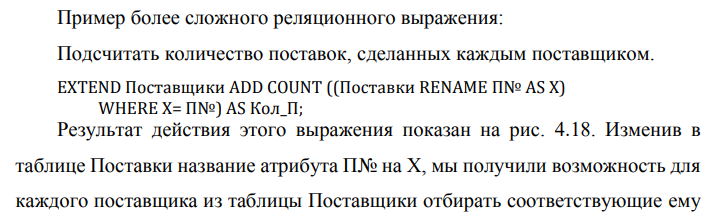 Пример более сложного реляционного выражения:
Подсчитать количество поставок, сделанных каждым поставщиком.
EXTEND Поставщики ADD COUNT ((Поставки RENAME П№ AS X)
WHERE X= П№) AS Кол_П;
Результат действия этого выражения показан на рис. 4.18. Изменив в
таблице Поставки название атрибута П№ на X, мы получили возможность для
каждого поставщика из таблицы Поставщики отбирать соответствующие ему